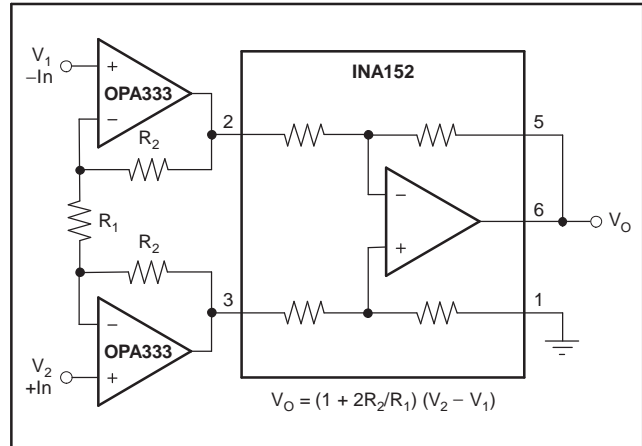 V1
−In
+
OPA333
−
R2
R1
R2
−
OPA333
+
V2
+In
INA152
2
3
−
+
5
6
1
VO
VO = (1 + 2R2/R1) (V2 − V1)